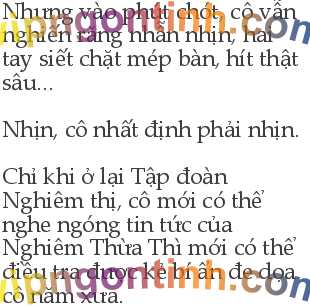 Nhưng vào phút chót, cô vẫn
nghiến răng nhẫn nhịn, hai
tay siết chặt mép bàn, hít thật
sâu...
Nhịn, cô nhất định phải nhịn.
Chỉ khi ở lại Tập đoàn
Nghiêm thị, cô mới có thể
nghe ngóng tin tức của
Nghiêm Thừa Thì mới có thể
điều tra được kẻ bí ẩn đe dọa
cô năm xưa.
upngontinh.com
upngontinh.com